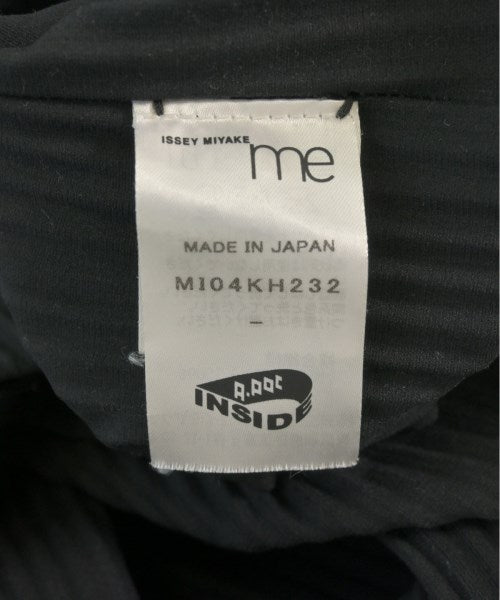 ISSEY MIYAKE
me
MADE IN JAPAN
MI04KH232
–
A.POC
INSIDE